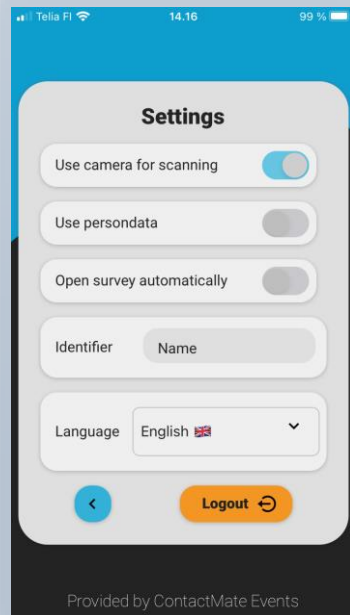 Telia FI 14.16 99 %
Settings
Use camera for scanning
Use persondata
Open survey automatically
Identifier Name
Language English 🇬🇧
Logout
Provided by ContactMate Events